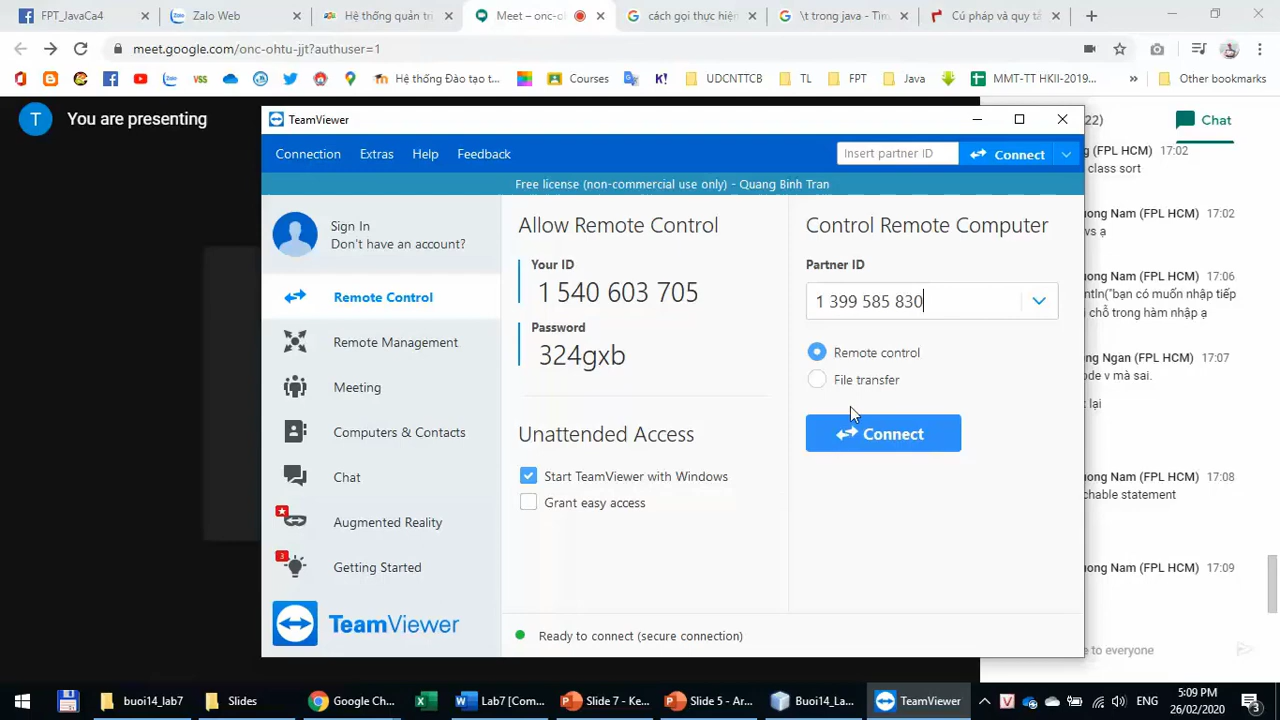 FPT_JavaCa4
Zalo Web
Hệ thống quản trị
Meet – onc-o
cách gọi thực hiện
\t trong java - Tìm
Cú pháp và quy tắ
meet.google.com/onc-ohtu-jjt?authuser=1
Hệ thống Đào tạo t...
Courses
K!
UDCNTTCB
TL
FPT
Java
MMT-TT HKII-2019...
»
Other bookmarks
T
You are presenting
22)
Chat
TeamViewer
Connection
Extras
Help
Feedback
Insert partner ID
Connect
Free license (non-commercial use only) - Quang Binh Tran
Sign In
Don't have an account?
Remote Control
Remote Management
Meeting
Computers & Contacts
Chat
Augmented Reality
3
Getting Started
TeamViewer
Allow Remote Control
Your ID
1 540 603 705
Password
324gxb
Unattended Access
Start TeamViewer with Windows
Grant easy access
Control Remote Computer
Partner ID
1 399 585 830
Remote control
File transfer
Connect
Ready to connect (secure connection)
g (FPL HCM) 17:02
class sort
uong Nam (FPL HCM) 17:02
vs ạ
uong Nam (FPL HCM) 17:06
ntln("bạn có muốn nhập tiếp
chỗ trong hàm nhập ạ
ng Ngan (FPL HCM) 17:07
ode v mà sai.
lại
uong Nam (FPL HCM) 17:08
chable statement
uong Nam (FPL HCM) 17:09
e to everyone
buoi14_lab7
Slides
Google Ch...
Lab7 [Com...
Slide 7 - Ke...
Slide 5 - Ar...
Buoi14_La...
TeamViewer
ENG
5:09 PM
26/02/2020
3